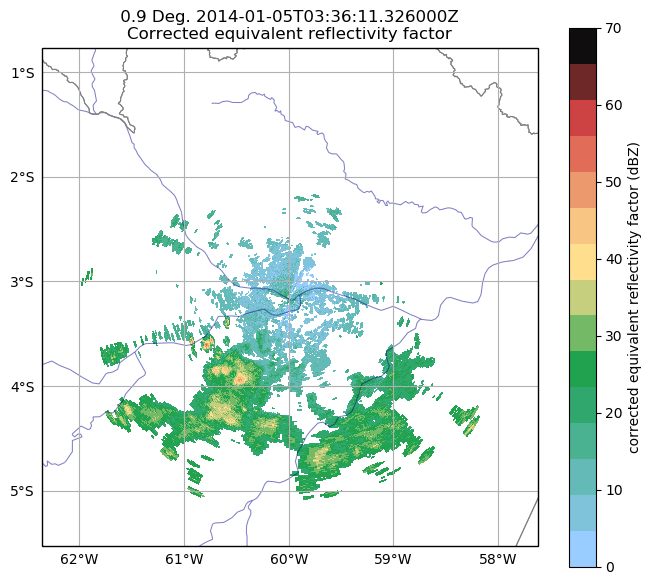 0.9 Deg. 2014-01-05T03:36:11.326000Z
Corrected equivalent reflectivity factor
1°S
2°S
3°S
4°S
5°S
62°W
61°W
60°W
59°W
58°W
70
60
50
40
30
20
10
0
corrected equivalent reflectivity factor (dBZ)